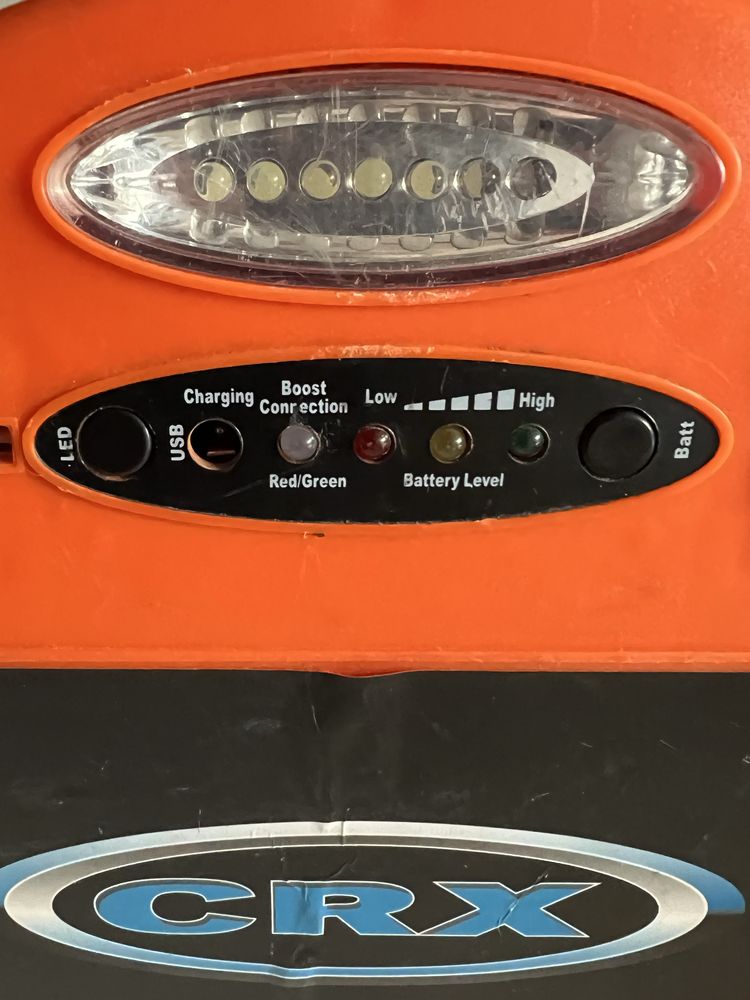 LED
USB
Charging
Boost
Connection
Red/Green
Low
High
Battery Level
Batt
CRX